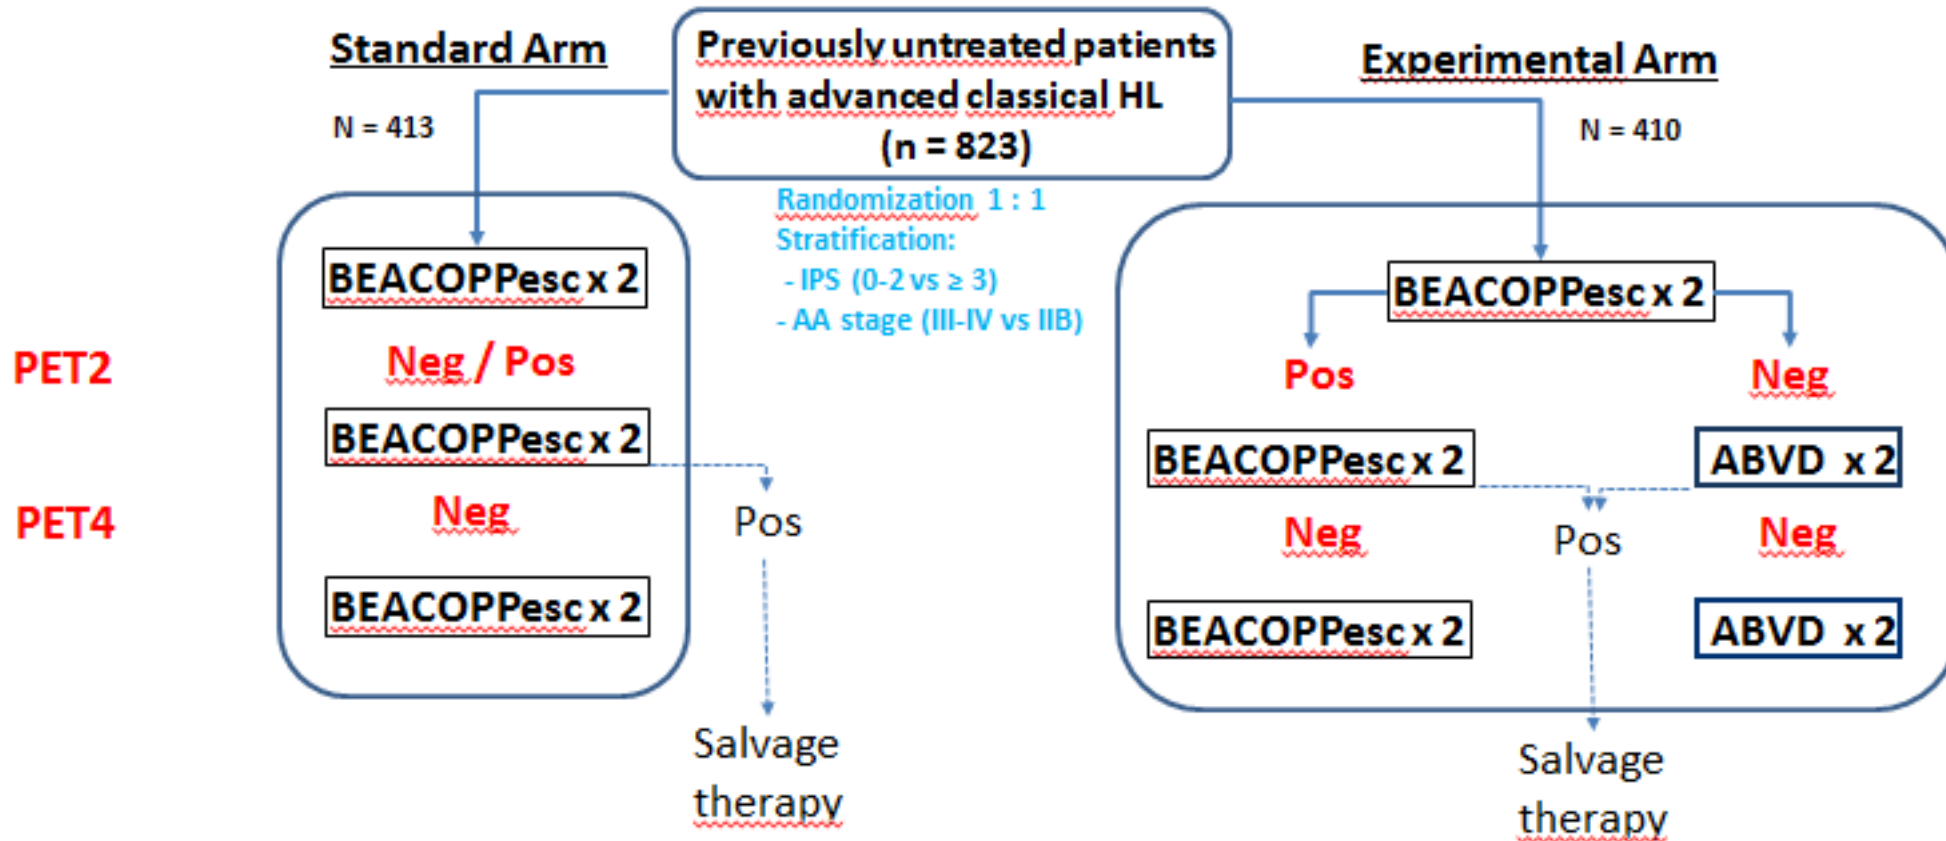 Standard Arm
N = 413
Previously untreated patients
with advanced classical HL
(n = 823)
Experimental Arm
N = 410
Randomization 1 : 1
Stratification:
- IPS (0-2 vs ≥ 3)
- AA stage (III-IV vs IIB)
BEACOPPesc x 2
BEACOPPesc x 2
PET2
Neg / Pos
Pos
Neg
BEACOPPesc x 2
BEACOPPesc x 2
ABVD x 2
PET4
Neg
Pos
Neg
Pos
Neg
BEACOPPesc x 2
BEACOPPesc x 2
ABVD x 2
Salvage
therapy
Salvage
therapy